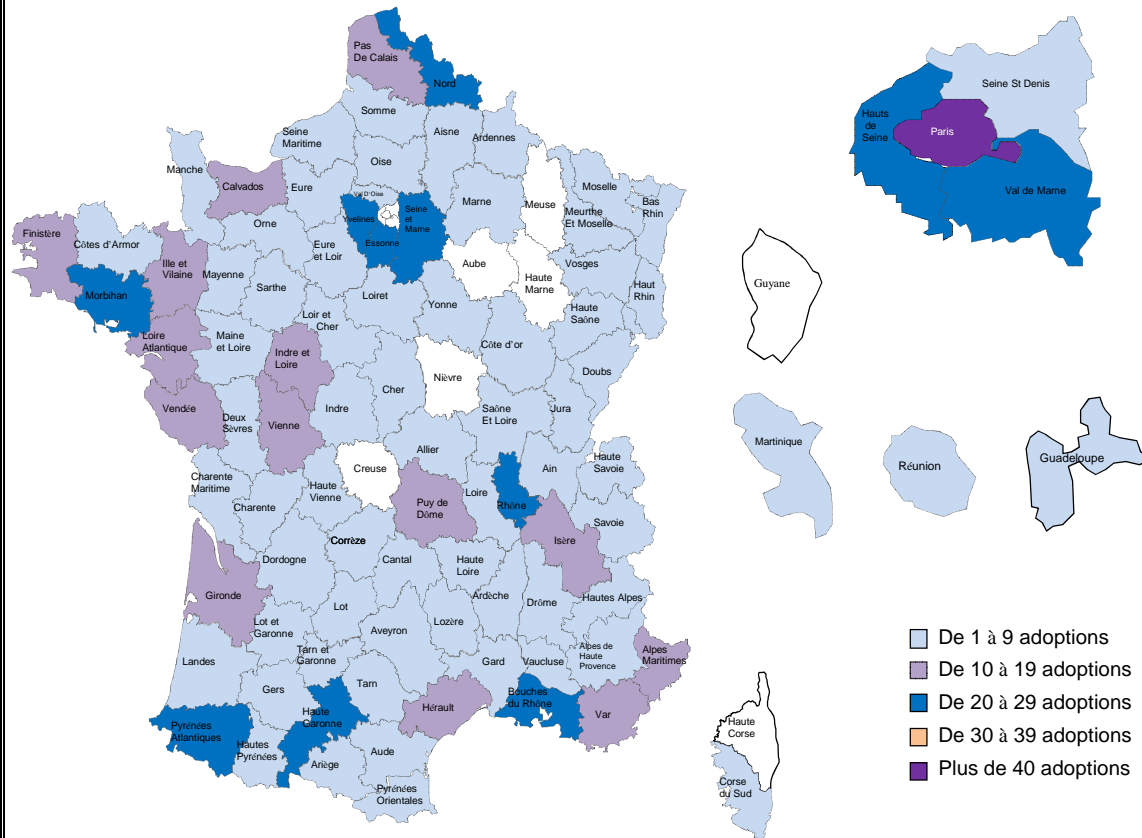 Pas
De Calais
Nord
Somme
Seine
Maritime
Aisne
Ardennes
Oise
Manche
Calvados
Eure
Val D'Oise
Yvelines
Seine
et
Marne
Essonne
Marne
Meuse
Moselle
Meurthe
Et Moselle
Bas
Rhin
Finistère
Côtes d'Armor
Ille et
Vilaine
Orne
Mayenne
Eure
et Loir
Aube
Haute
Marne
Vosges
Haut
Rhin
Morbihan
Sarthe
Loiret
Yonne
Haute
Saône
Loir et
Cher
Loire
Atlantique
Maine
et Loire
Indre et
Loire
Côte d'or
Doubs
Nièvre
Cher
Vendée
Deux
Sèvres
Vienne
Indre
Saône
Et Loire
Jura
Allier
Creuse
Ain
Haute
Savoie
Charente
Maritime
Charente
Haute
Vienne
Puy de
Dôme
Loire
Rhône
Savoie
Isère
Corrèze
Dordogne
Cantal
Haute
Loire
Gironde
Ardèche
Drôme
Hautes Alpes
Lot
Lot et
Garonne
Aveyron
Lozère
Landes
Tarn et
Garonne
Gard
Vaucluse
Alpes de
Haute
Provence
Alpes
Maritimes
Gers
Tarn
Hérault
Bouches
du Rhône
Var
Pyrénées
Atlantiques
Hautes
Pyrénées
Haute
Garonne
Ariège
Aude
Pyrénées
Orientales
Haute
Corse
Corse
du Sud
Seine St Denis
Hauts
de
Seine
Paris
Val de Marne
Guyane
Martinique
Réunion
Guadeloupe
De 1 à 9 adoptions
De 10 à 19 adoptions
De 20 à 29 adoptions
De 30 à 39 adoptions
Plus de 40 adoptions